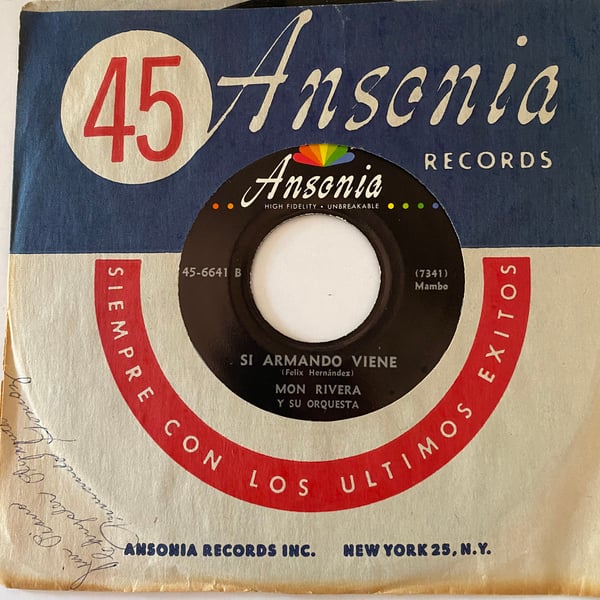 45 Ansonia
RECORDS
Ansonia
HIGH FIDELITY • UNBREAKABLE
45-6641 B
(7341)
Mambo
SI ARMANDO VIENE
(Felix Hernández)
MON RIVERA
Y SU ORQUESTA
SIEMPRE CON LOS ULTIMOS EXITOS
ANSONIA RECORDS INC. NEW YORK 25, N.Y.